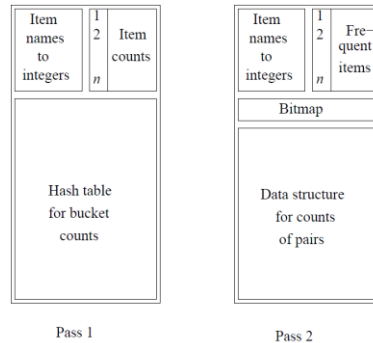 Item
names
to
integers
1
2
n
Item
counts
Hash table
for bucket
counts
Pass 1
Item
names
to
integers
1
2
n
Fre-
quent
items
Bitmap
Data structure
for counts
of pairs
Pass 2